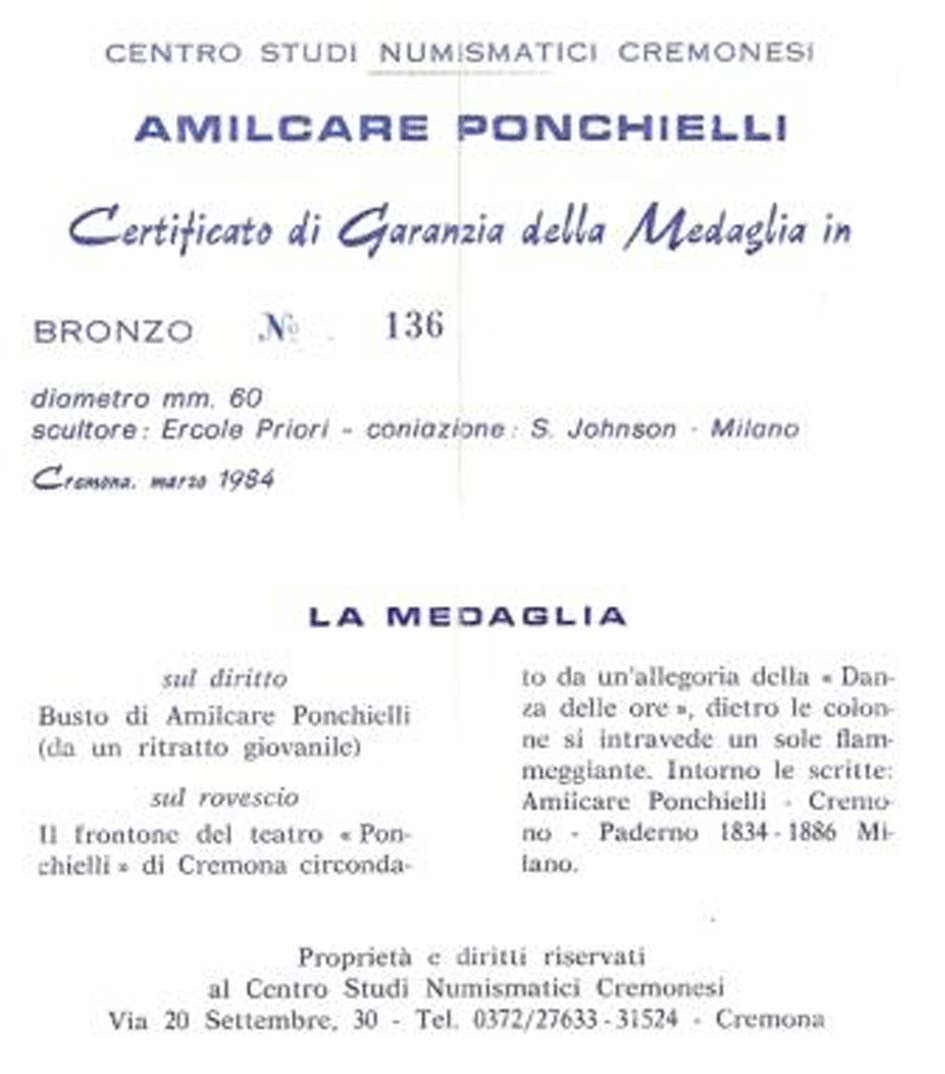 CENTRO STUDI NUMISMATICI CREMONESI
AMILCARE PONCHIELLI
Certificato di Garanzia della Medaglia in
BRONZO № 136
diametro mm. 60
scultore: Ercole Priori - coniazione: S. Johnson - Milano
Cremona, marzo 1984
LA MEDAGLIA
sul diritto
Busto di Amilcare Ponchielli
(da un ritratto giovanile)
sul rovescio
Il frontone del teatro « Pon-
chielli » di Cremona circonda-
to da un'allegoria della « Dan-
za delle ore », dietro le colon-
ne si intravede un sole fiam-
meggiante. Intorno le scritte:
Amilcare Ponchielli - Cremo-
no - Paderno 1834 - 1886 Mi-
lano.
Proprietà e diritti riservati
al Centro Studi Numismatici Cremonesi
Via 20 Settembre, 30 - Tel. 0372/27633 - 31524 - Cremona